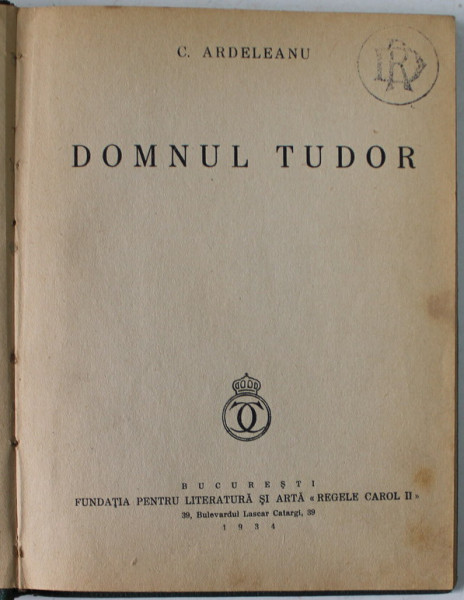 C. ARDELEANU
DOMNUL TUDOR
BUCUREȘTI
FUNDAȚIA PENTRU LITERATURĂ ȘI ARTĂ «REGELE CAROL II»
39, Bulevardul Lascar Catargi, 39
1934